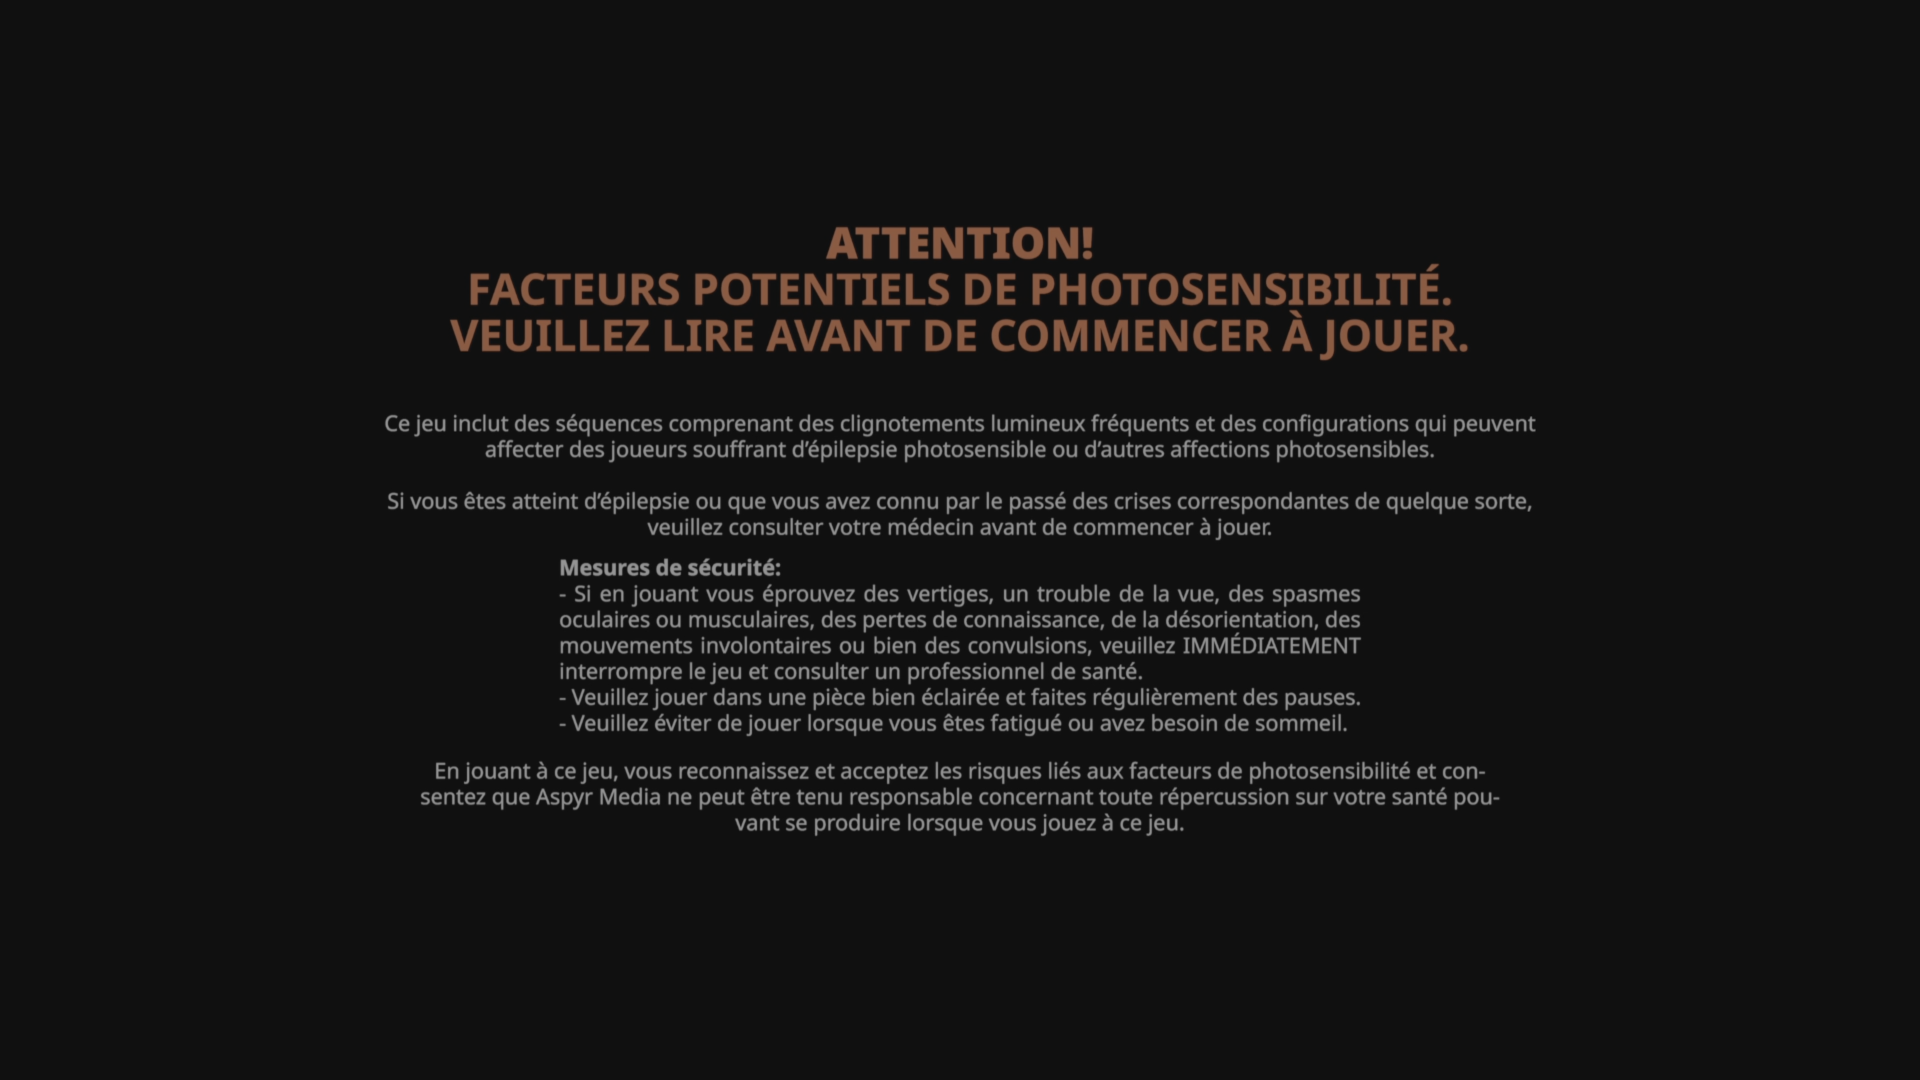 ATTENTION!
FACTEURS POTENTIELS DE PHOTOSENSIBILITÉ.
VEUILLEZ LIRE AVANT DE COMMENCER À JOUER.
Ce jeu inclut des séquences comprenant des clignotements lumineux fréquents et des configurations qui peuvent
affecter des joueurs souffrant d’épilepsie photosensible ou d’autres affections photosensibles.
Si vous êtes atteint d’épilepsie ou que vous avez connu par le passé des crises correspondantes de quelque sorte,
veuillez consulter votre médecin avant de commencer à jouer.
Mesures de sécurité:
- Si en jouant vous éprouvez des vertiges, un trouble de la vue, des spasmes
oculaires ou musculaires, des pertes de connaissance, de la désorientation, des
mouvements involontaires ou bien des convulsions, veuillez IMMÉDIATEMENT
interrompre le jeu et consulter un professionnel de santé.
- Veuillez jouer dans une pièce bien éclairée et faites régulièrement des pauses.
- Veuillez éviter de jouer lorsque vous êtes fatigué ou avez besoin de sommeil.
En jouant à ce jeu, vous reconnaissez et acceptez les risques liés aux facteurs de photosensibilité et con-
sentez que Aspyr Media ne peut être tenu responsable concernant toute répercussion sur votre santé pou-
vant se produire lorsque vous jouez à ce jeu.